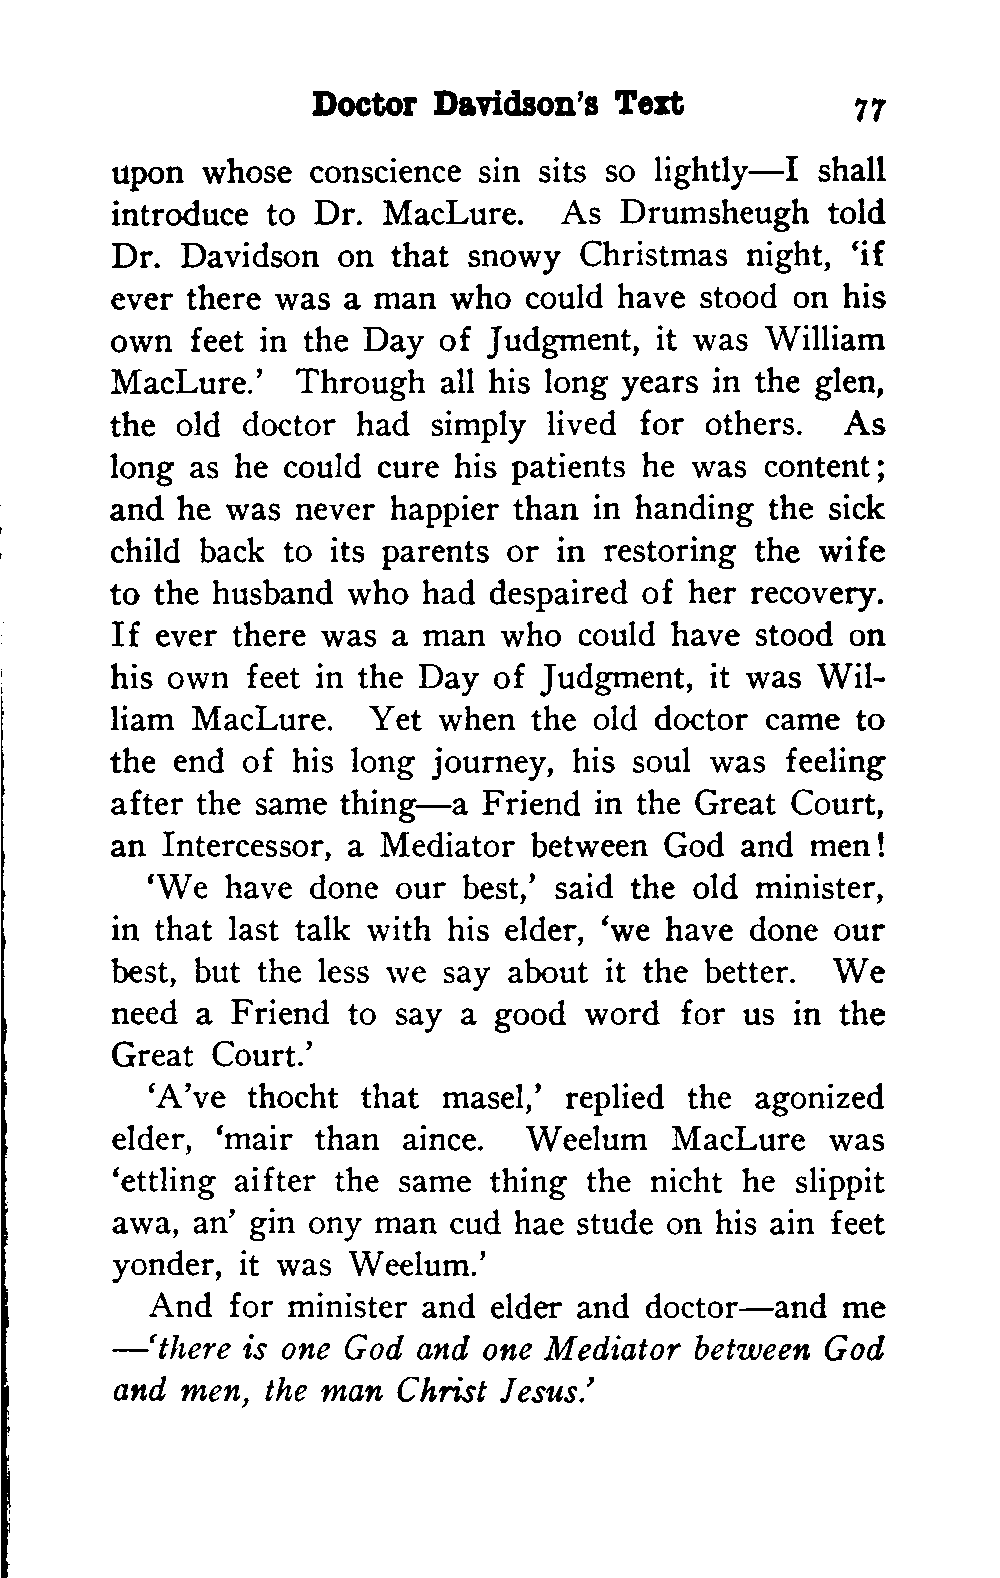 Doctor Davidson's Text 77
upon whose conscience sin sits so lightly—I shall
introduce to Dr. MacLure. As Drumsheugh told
Dr. Davidson on that snowy Christmas night, ‘if
ever there was a man who could have stood on his
own feet in the Day of Judgment, it was William
MacLure.’ Through all his long years in the glen,
the old doctor had simply lived for others. As
long as he could cure his patients he was content;
and he was never happier than in handing the sick
child back to its parents or in restoring the wife
to the husband who had despaired of her recovery.
If ever there was a man who could have stood on
his own feet in the Day of Judgment, it was Wil-
liam MacLure. Yet when the old doctor came to
the end of his long journey, his soul was feeling
after the same thing—a Friend in the Great Court,
an Intercessor, a Mediator between God and men!
‘We have done our best,’ said the old minister,
in that last talk with his elder, ‘we have done our
best, but the less we say about it the better. We
need a Friend to say a good word for us in the
Great Court.’
‘A’ve thocht that masel,’ replied the agonized
elder, ‘mair than aince. Weelum MacLure was
‘ettling aifter the same thing the nicht he slippit
awa, an’ gin ony man cud hae stude on his ain feet
yonder, it was Weelum.’
And for minister and elder and doctor—and me
—‘there is one God and one Mediator between God
and men, the man Christ Jesus.’